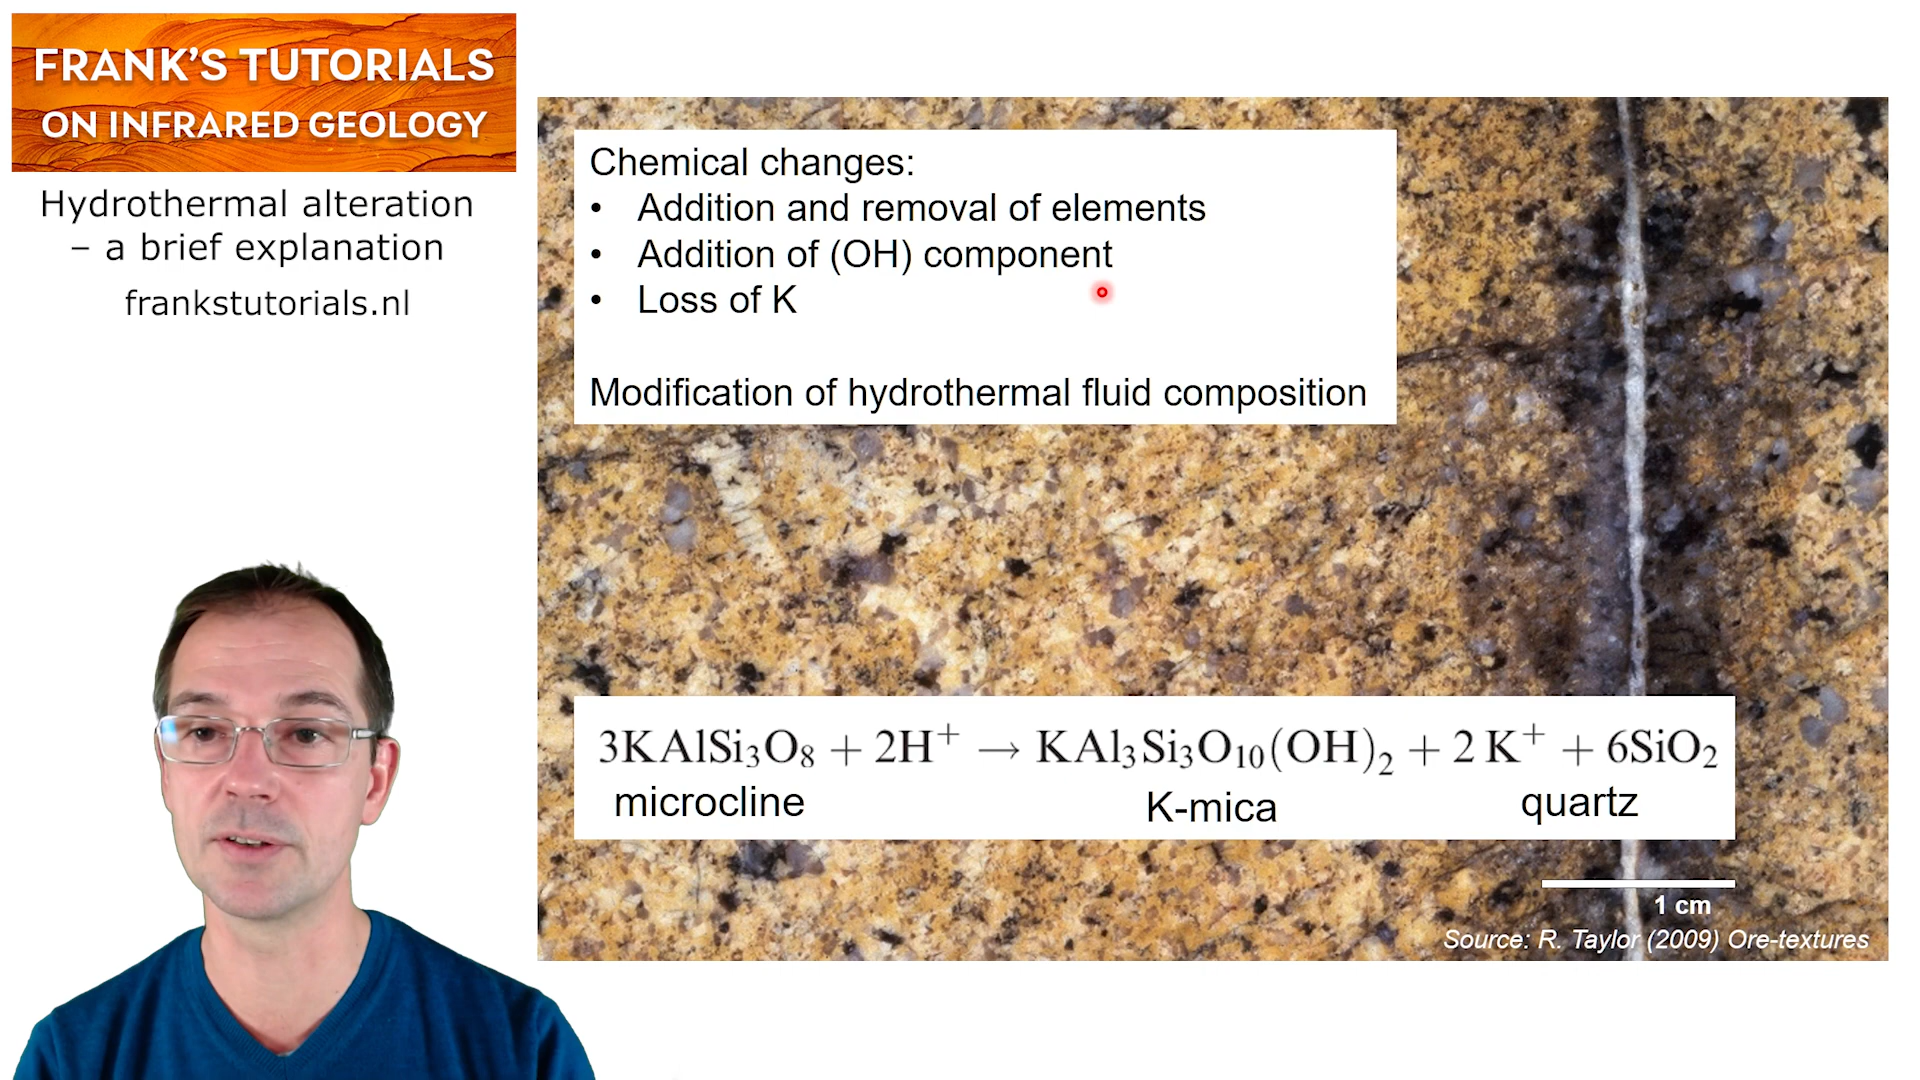 FRANK'S TUTORIALS
ON INFRARED GEOLOGY
Hydrothermal alteration
– a brief explanation
frankstutorials.nl
Chemical changes:
• Addition and removal of elements
• Addition of (OH) component
• Loss of K
Modification of hydrothermal fluid composition
3KAlSi₃O₈ + 2H⁺ → KAl₃Si₃O₁₀(OH)₂ + 2 K⁺ + 6SiO₂
microcline K-mica quartz
1 cm
Source: R. Taylor (2009) Ore-textures